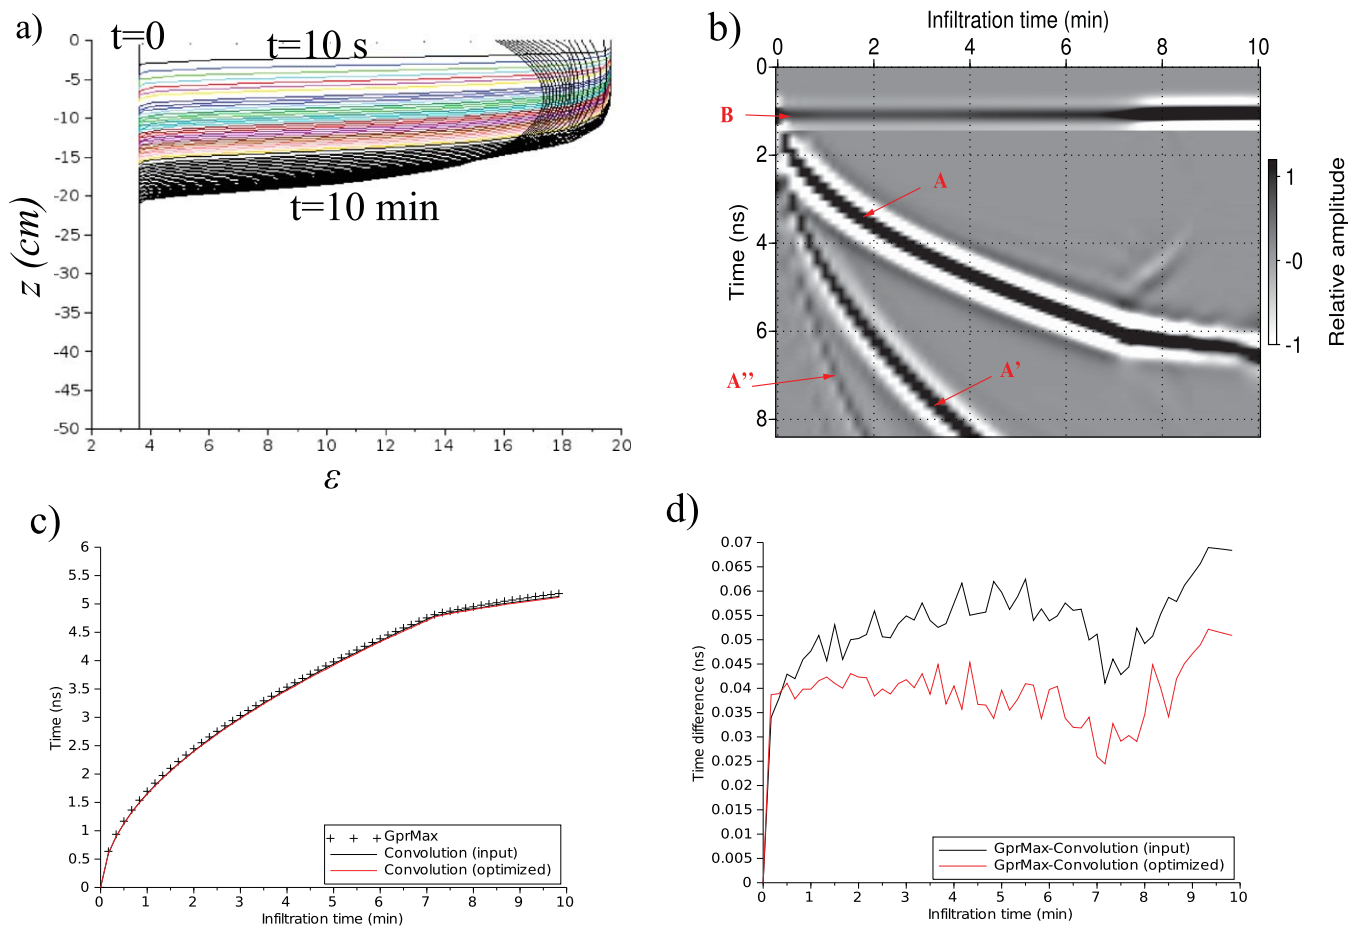 a)
t=0
t=10 s
0
-5
-10
-15
-20
-25
-30
-35
-40
-45
-50
z (cm)
t=10 min
2 4 6 8 10 12 14 16 18 20
ε
b)
Infiltration time (min)
0 2 4 6 8 10
0
2
4
6
8
Time (ns)
B
A
A’
A’’
1
-0
-1
Relative amplitude
c)
6
5.5
5
4.5
4
3.5
3
2.5
2
1.5
1
0.5
0
Time (ns)
GprMax
Convolution (input)
Convolution (optimized)
0 1 2 3 4 5 6 7 8 9 10
Infiltration time (min)
d)
0.07
0.065
0.06
0.055
0.05
0.045
0.04
0.035
0.03
0.025
0.02
0.015
0.01
0.005
0
Time difference (ns)
GprMax-Convolution (input)
GprMax-Convolution (optimized)
0 1 2 3 4 5 6 7 8 9 10
Infiltration time (min)